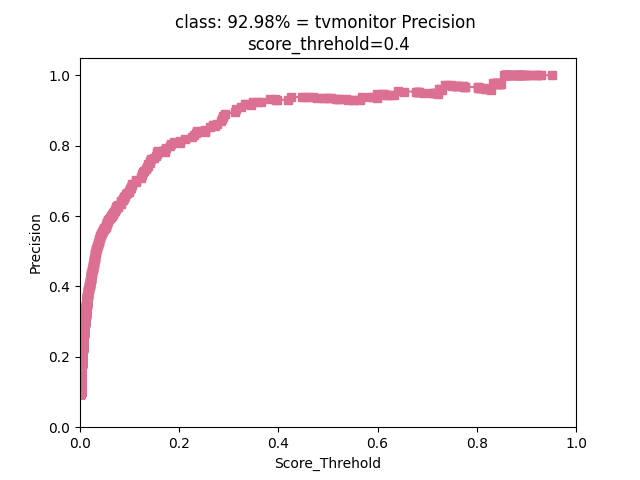 class: 92.98% = tvmonitor Precision
score_threhold=0.4
1.0
0.8
0.6
0.4
0.2
0.0
Precision
0.0 0.2 0.4 0.6 0.8 1.0
Score_Threhold